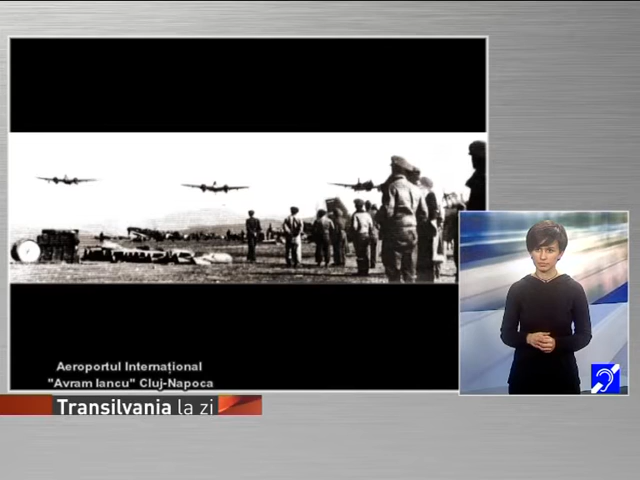 Aeroportul Internațional
"Avram Iancu" Cluj-Napoca
Transilvania la zi